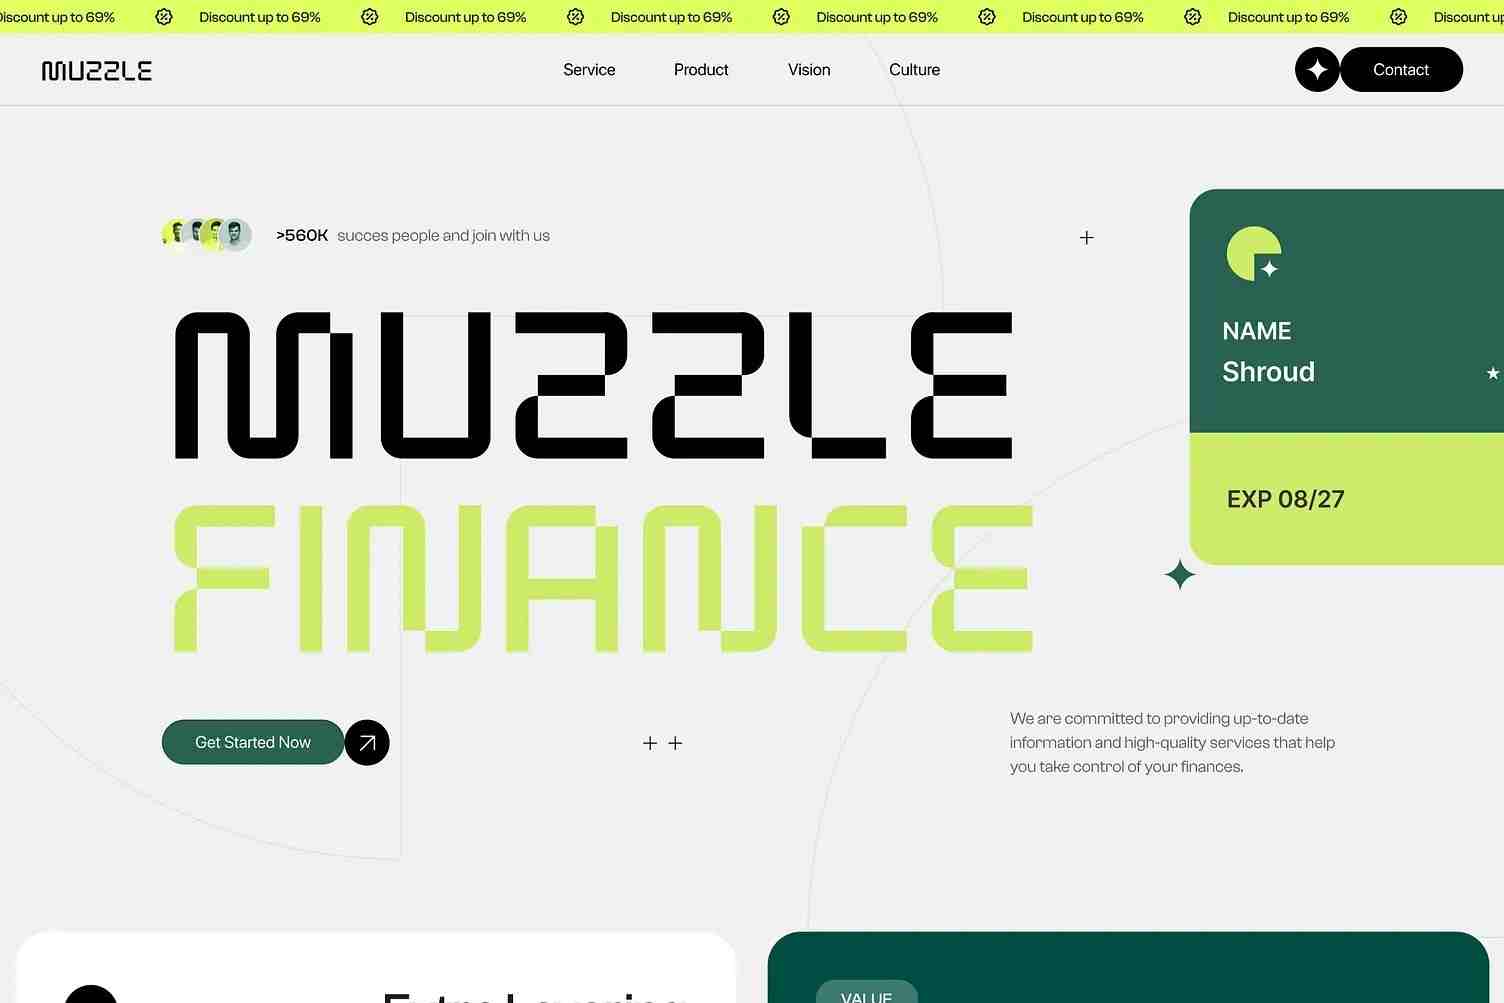 Discount up to 69% Discount up to 69% Discount up to 69% Discount up to 69% Discount up to 69% Discount up to 69% Discount up to 69% Discount up
MUZZLE Service Product Vision Culture Contact
>560K succes people and join with us
MUZZLE
FINANCE
NAME
Shroud
EXP 08/27
Get Started Now
We are committed to providing up-to-date
information and high-quality services that help
you take control of your finances.
VALUE